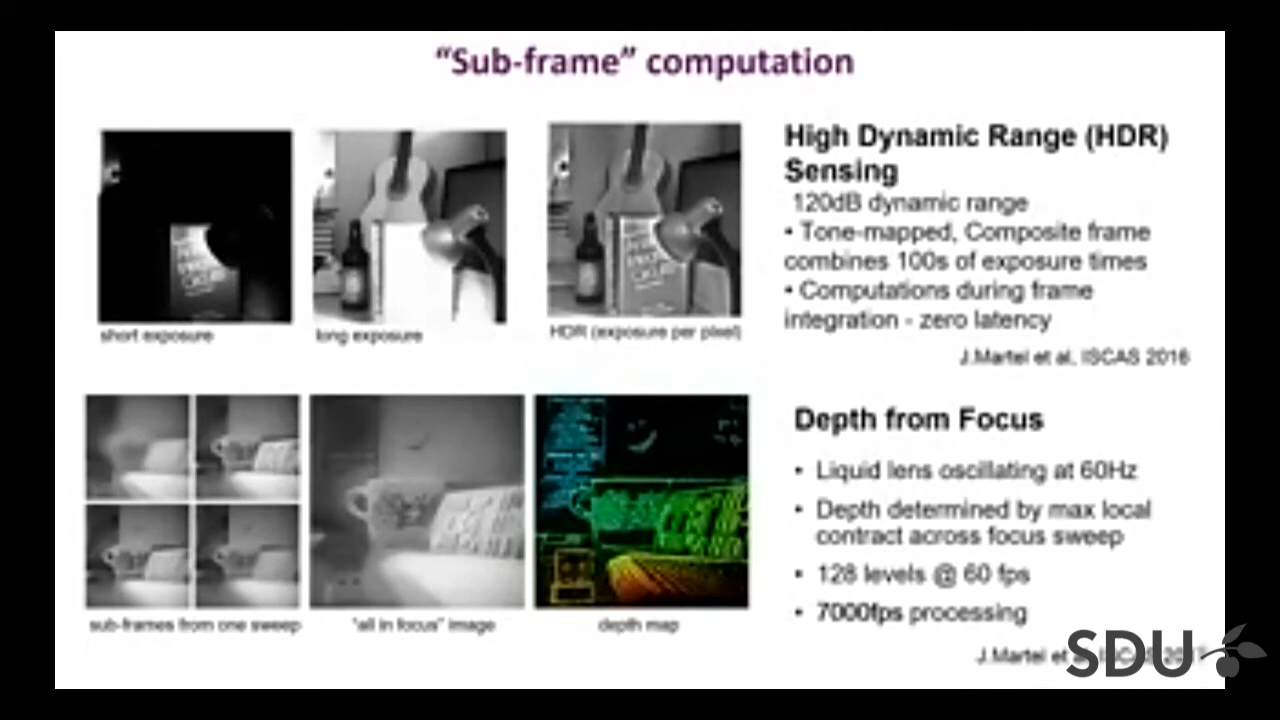 “Sub-frame” computation
short exposure
long exposure
HDR (exposure per pixel)
High Dynamic Range (HDR)
Sensing
120dB dynamic range
• Tone-mapped, Composite frame
combines 100s of exposure times
• Computations during frame
integration - zero latency
J.Martel et al, ISCAS 2016
sub-frames from one sweep
"all in focus" image
depth map
Depth from Focus
• Liquid lens oscillating at 60Hz
• Depth determined by max local
contract across focus sweep
• 128 levels @ 60 fps
• 7000fps processing
J.Martel et
SDU